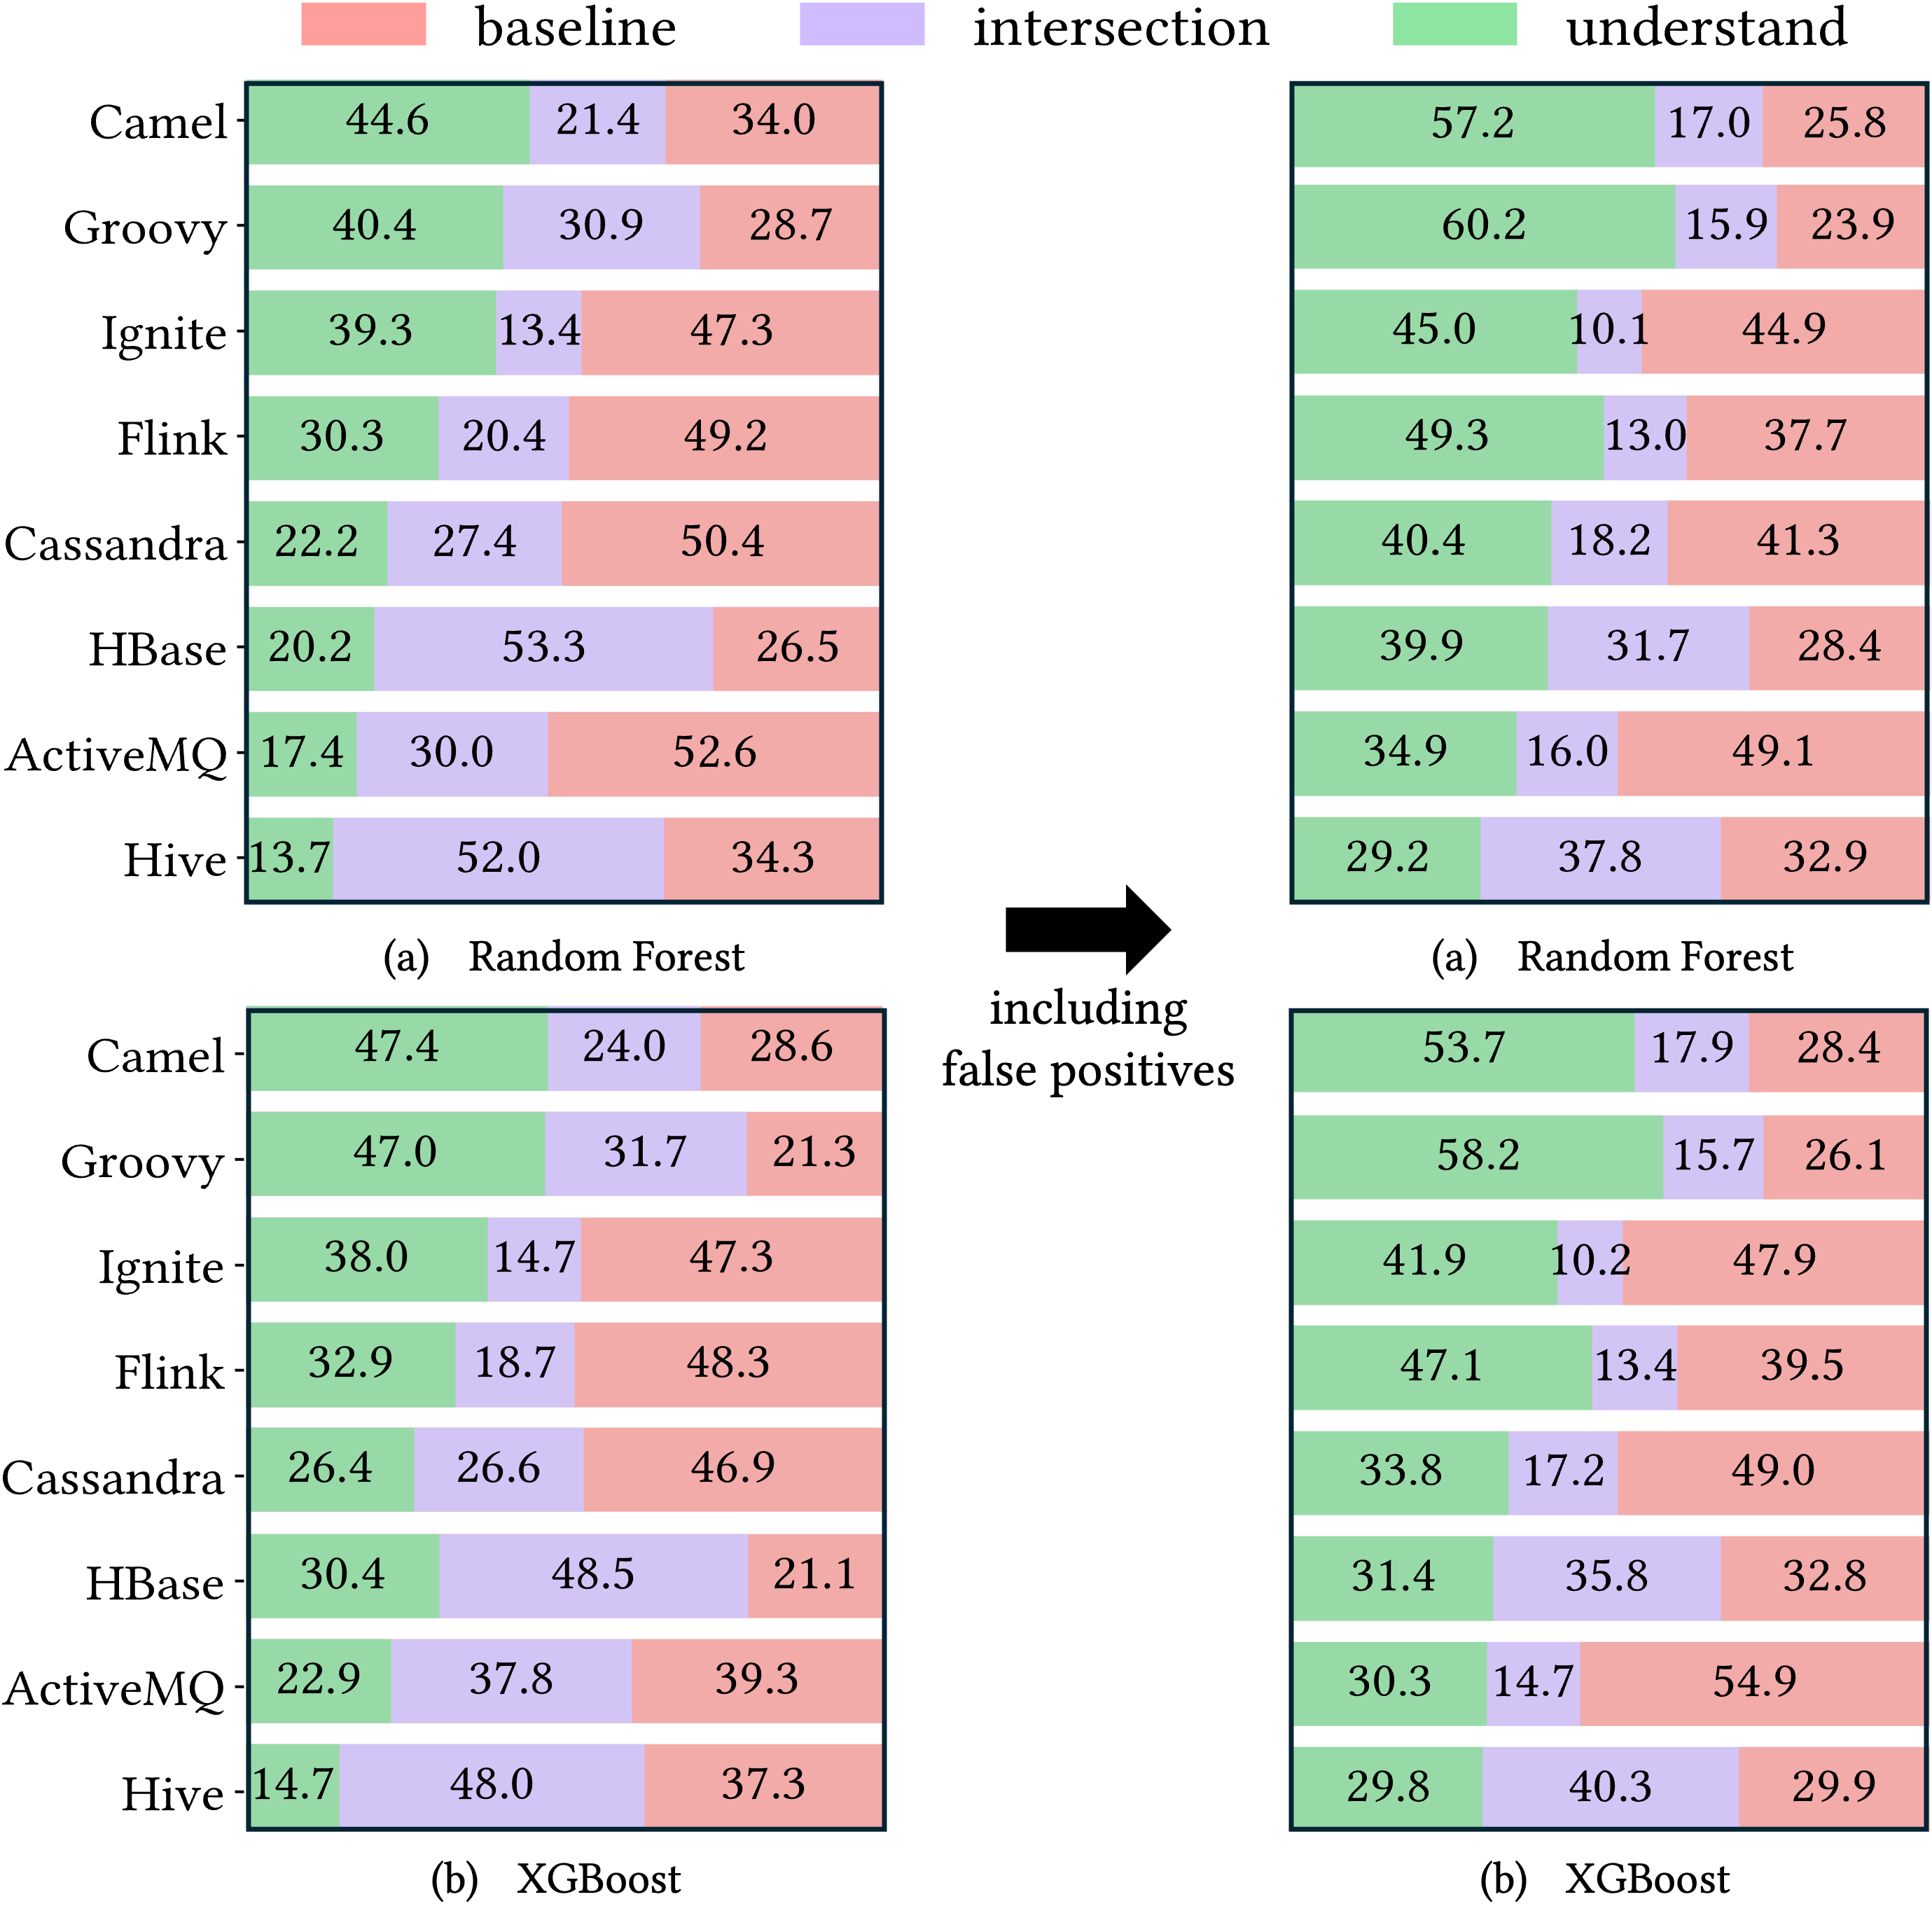 baseline intersection understand
Camel 44.6 21.4 34.0 57.2 17.0 25.8
Groovy 40.4 30.9 28.7 60.2 15.9 23.9
Ignite 39.3 13.4 47.3 45.0 10.1 44.9
Flink 30.3 20.4 49.2 49.3 13.0 37.7
Cassandra 22.2 27.4 50.4 40.4 18.2 41.3
HBase 20.2 53.3 26.5 39.9 31.7 28.4
ActiveMQ 17.4 30.0 52.6 34.9 16.0 49.1
Hive 13.7 52.0 34.3 29.2 37.8 32.9
(a) Random Forest (a) Random Forest
including
false positives
Camel 47.4 24.0 28.6 53.7 17.9 28.4
Groovy 47.0 31.7 21.3 58.2 15.7 26.1
Ignite 38.0 14.7 47.3 41.9 10.2 47.9
Flink 32.9 18.7 48.3 47.1 13.4 39.5
Cassandra 26.4 26.6 46.9 33.8 17.2 49.0
HBase 30.4 48.5 21.1 31.4 35.8 32.8
ActiveMQ 22.9 37.8 39.3 30.3 14.7 54.9
Hive 14.7 48.0 37.3 29.8 40.3 29.9
(b) XGBoost (b) XGBoost